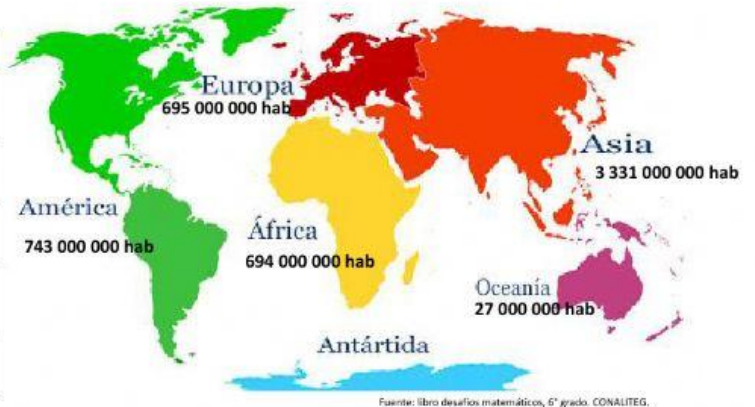 Europa
695 000 000 hab
Asia
3 331 000 000 hab
América
743 000 000 hab
África
694 000 000 hab
Oceanía
27 000 000 hab
Antártida
Fuente: libro desafios matemáticos, 6° grado. CONALITEG.